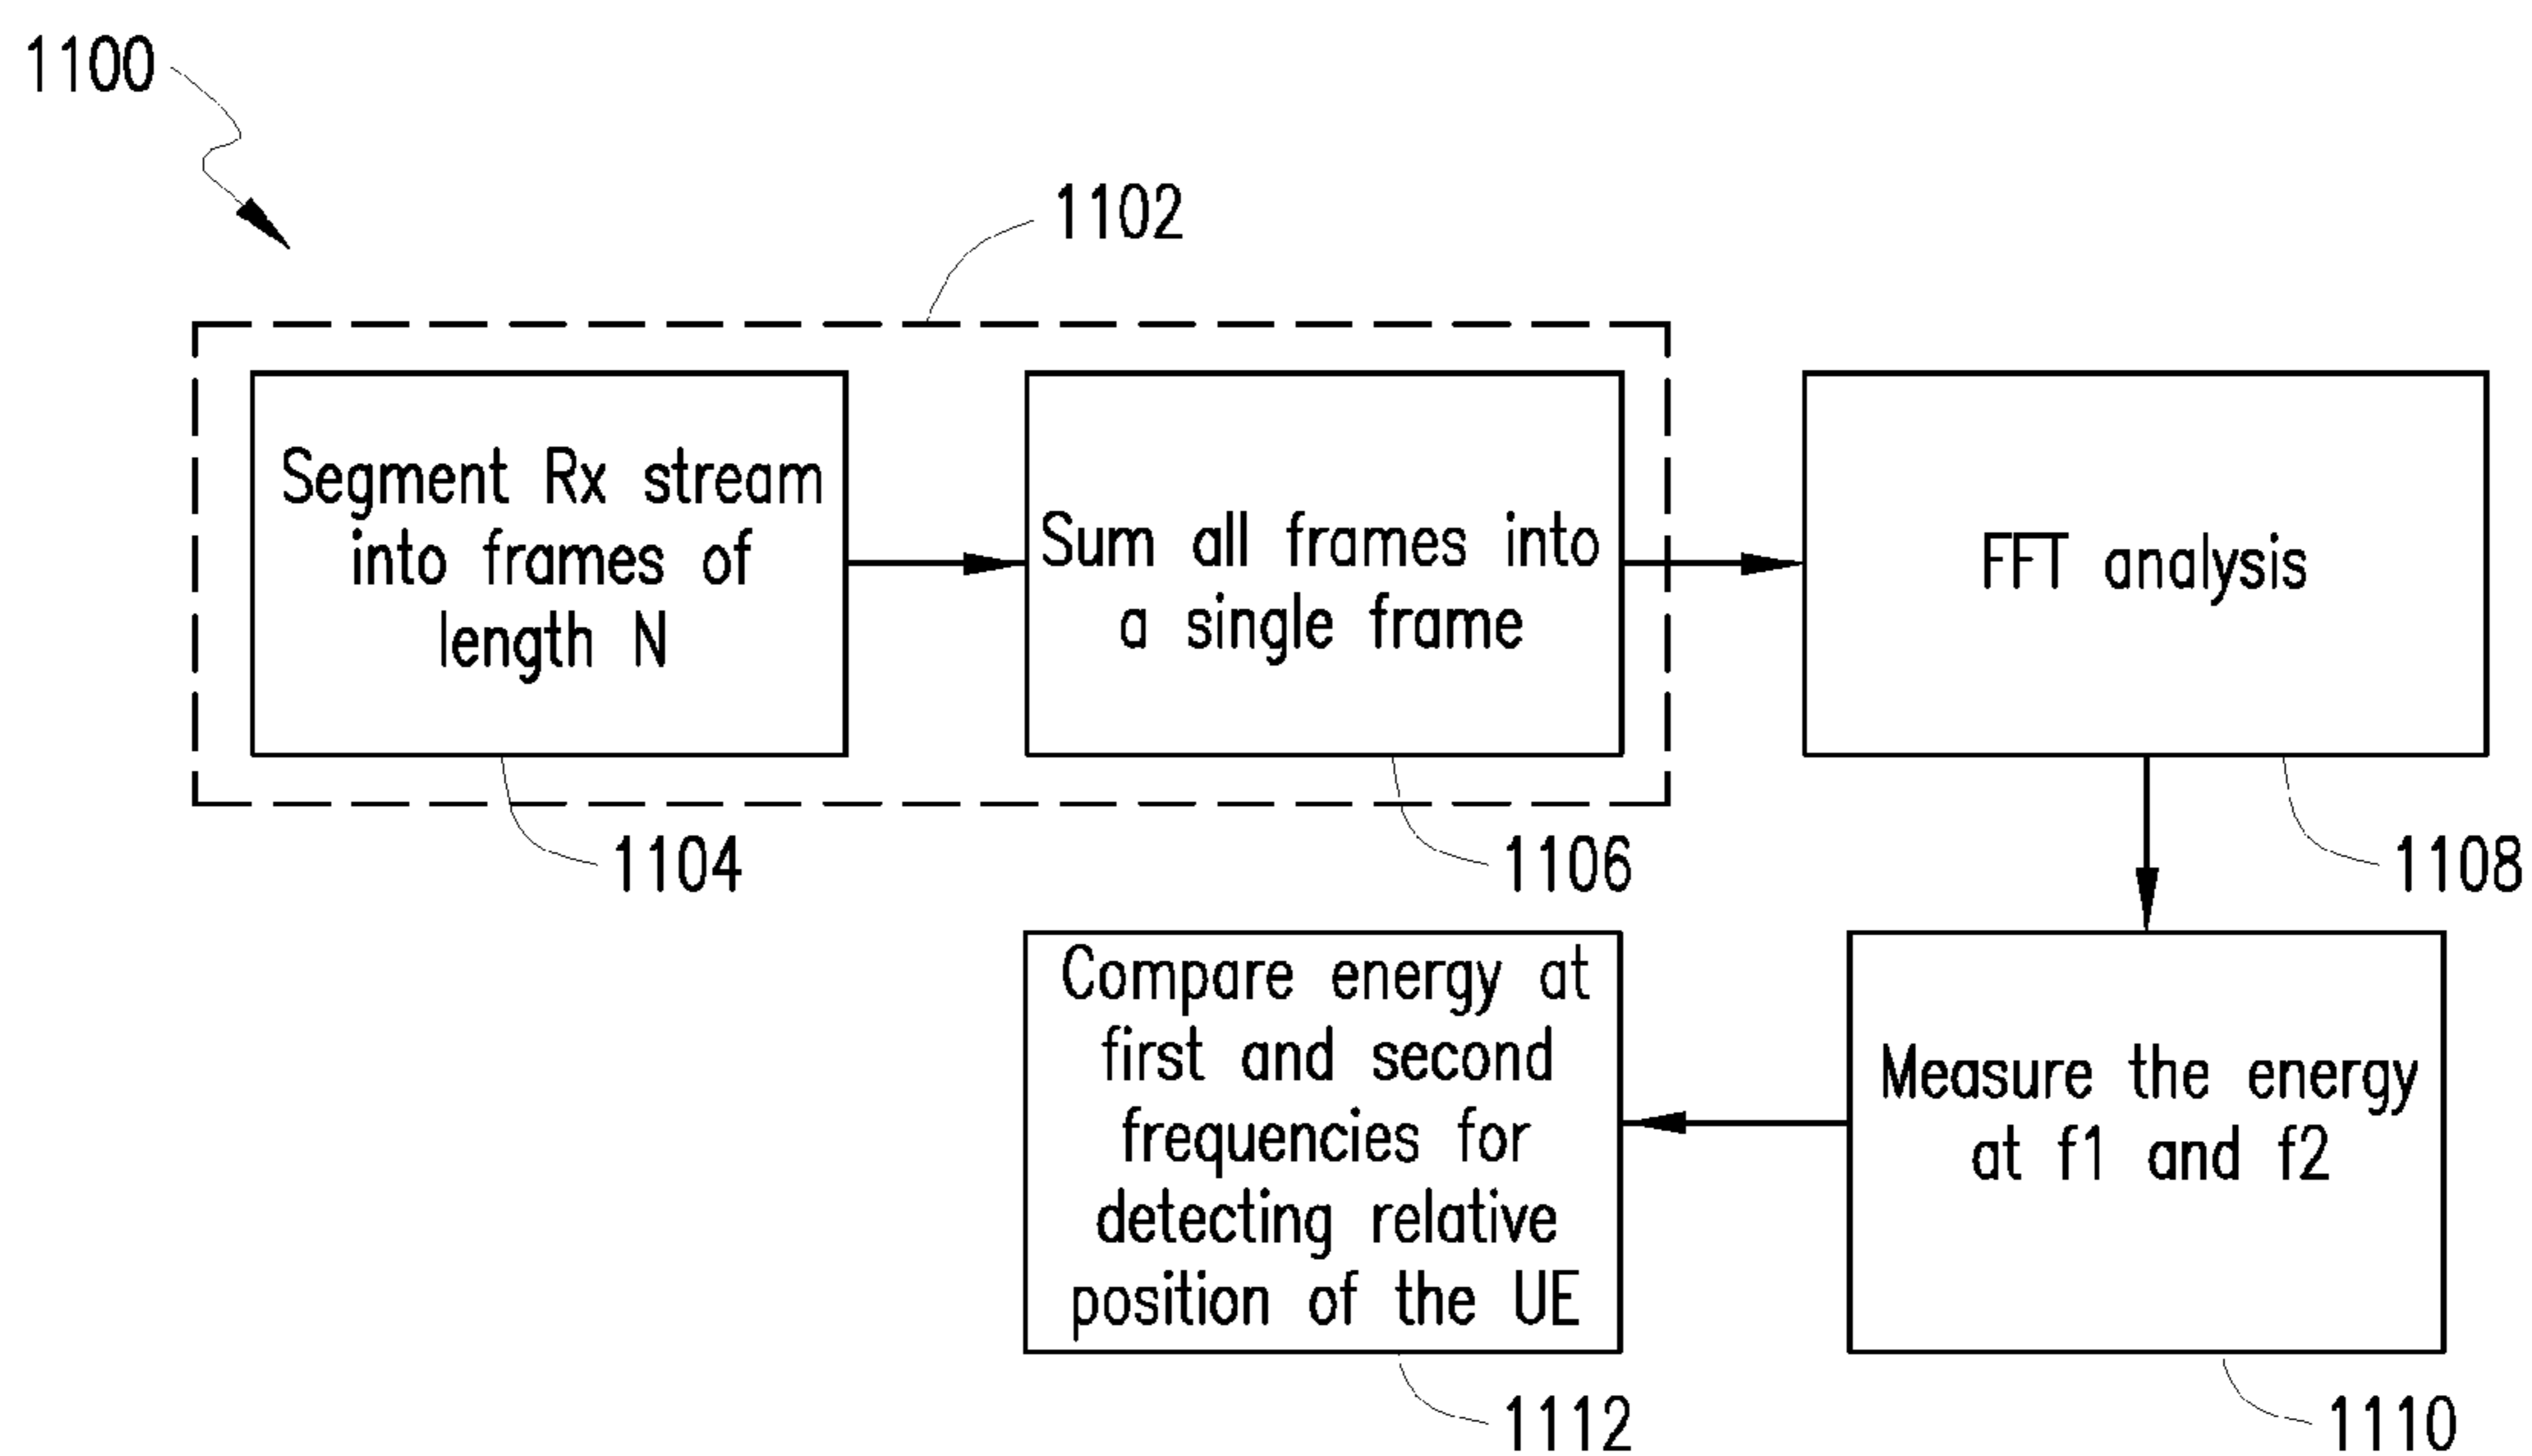 1100
1102
Segment Rx stream
into frames of
length N
Sum all frames into
a single frame
FFT analysis
1104
1106
1108
Compare energy at
first and second
frequencies for
detecting relative
position of the UE
Measure the energy
at f1 and f2
1112
1110